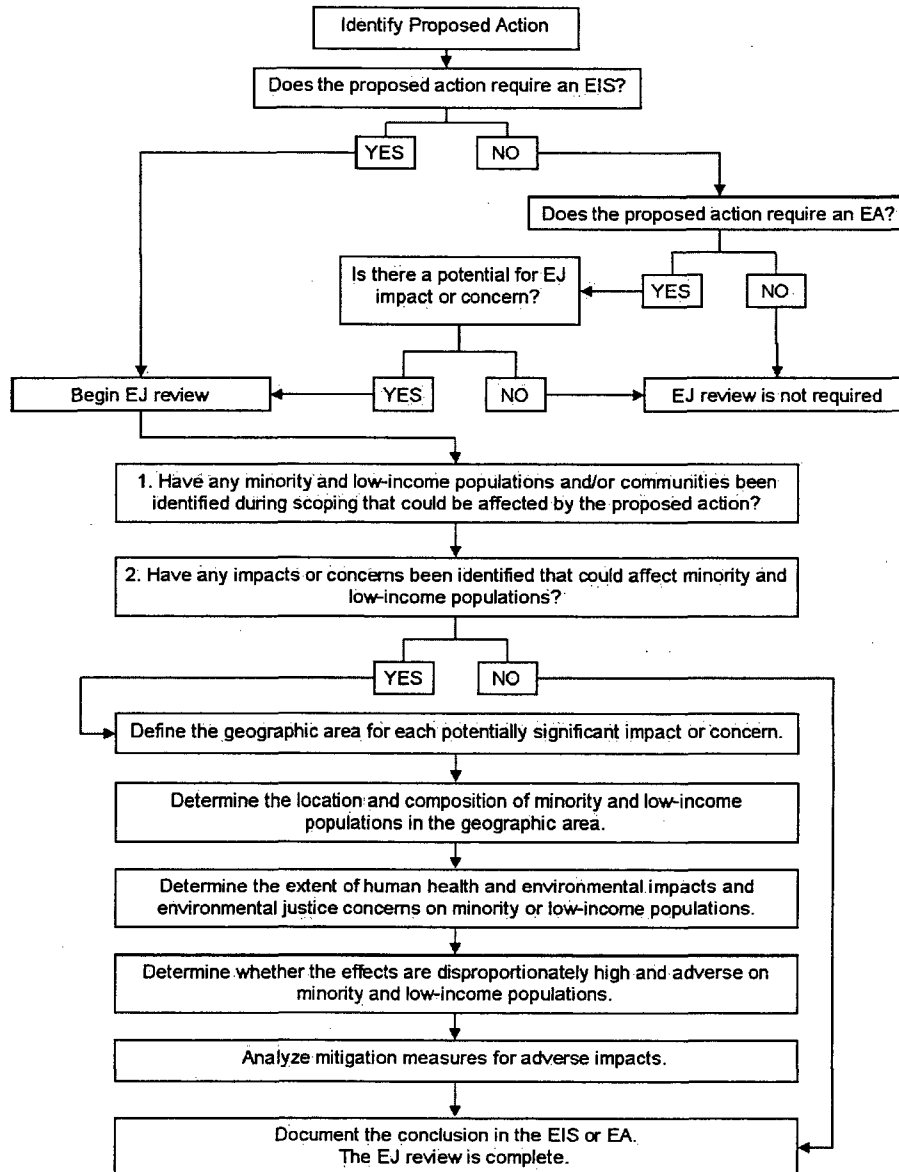 Identify Proposed Action
Does the proposed action require an EIS?
YES
NO
Does the proposed action require an EA?
Is there a potential for EJ
impact or concern?
YES
NO
Begin EJ review
YES
NO
EJ review is not required
1. Have any minority and low-income populations and/or communities been
identified during scoping that could be affected by the proposed action?
2. Have any impacts or concerns been identified that could affect minority and
low-income populations?
YES
NO
Define the geographic area for each potentially significant impact or concern.
Determine the location and composition of minority and low-income
populations in the geographic area.
Determine the extent of human health and environmental impacts and
environmental justice concerns on minority or low-income populations.
Determine whether the effects are disproportionately high and adverse on
minority and low-income populations.
Analyze mitigation measures for adverse impacts.
Document the conclusion in the EIS or EA.
The EJ review is complete.